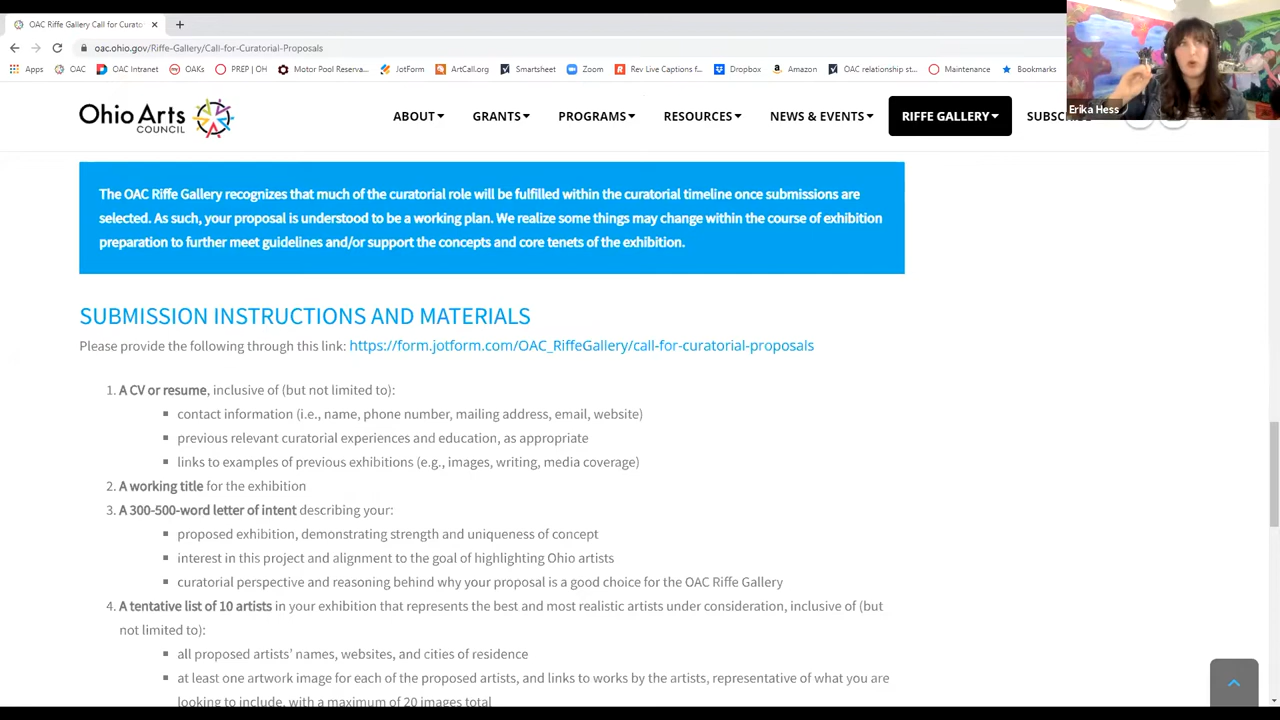 OAC Riffe Gallery Call for Curato
oac.ohio.gov/Riffe-Gallery/Call-for-Curatorial-Proposals
Apps OAC OAC Intranet OAKs PREP | OH Motor Pool Reserva... JotForm ArtCall.org Smartsheet Zoom Rev Live Captions f... Dropbox Amazon OAC relationship st... Maintenance Bookmarks
Erika Hess
Ohio Arts
COUNCIL
ABOUT GRANTS PROGRAMS RESOURCES NEWS & EVENTS RIFFE GALLERY
The OAC Riffe Gallery recognizes that much of the curatorial role will be fulfilled within the curatorial timeline once submissions are
selected. As such, your proposal is understood to be a working plan. We realize some things may change within the course of exhibition
preparation to further meet guidelines and/or support the concepts and core tenets of the exhibition.
SUBMISSION INSTRUCTIONS AND MATERIALS
Please provide the following through this link: https://form.jotform.com/OAC_RiffeGallery/call-for-curatorial-proposals
1. A CV or resume, inclusive of (but not limited to):
▪ contact information (i.e., name, phone number, mailing address, email, website)
▪ previous relevant curatorial experiences and education, as appropriate
▪ links to examples of previous exhibitions (e.g., images, writing, media coverage)
2. A working title for the exhibition
3. A 300-500-word letter of intent describing your:
▪ proposed exhibition, demonstrating strength and uniqueness of concept
▪ interest in this project and alignment to the goal of highlighting Ohio artists
▪ curatorial perspective and reasoning behind why your proposal is a good choice for the OAC Riffe Gallery
4. A tentative list of 10 artists in your exhibition that represents the best and most realistic artists under consideration, inclusive of (but
not limited to):
▪ all proposed artists' names, websites, and cities of residence
▪ at least one artwork image for each of the proposed artists, and links to works by the artists, representative of what you are
looking to include, with a maximum of 20 images total